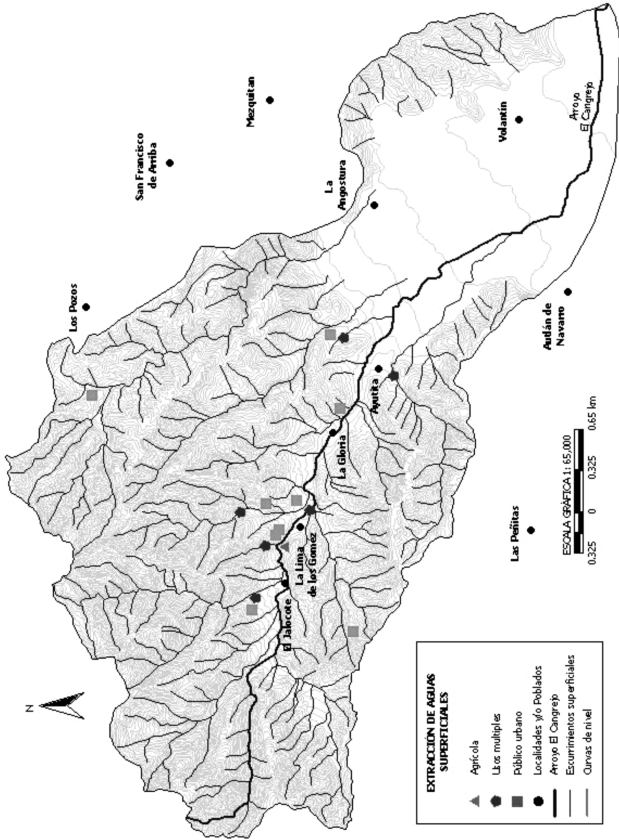 N
Los Pozos
San Francisco
de Arriba
Mezquitan
La
Angostura
Volantín
Arroyo
El Cangrejo
Autlán de
Navarro
Ayutita
La Gloria
La Lima
de los Gomez
El Jalocote
Las Peñitas
ESCALA GRÁFICA 1: 65,000
0.325 0 0.325 0.65 km
EXTRACCIÓN DE AGUAS
SUPERFICIALES
Agrícola
Usos multiples
Público urbano
Localidades y/o Poblados
Arroyo El Cangrejo
Escurrimientos superficiales
Curvas de nivel